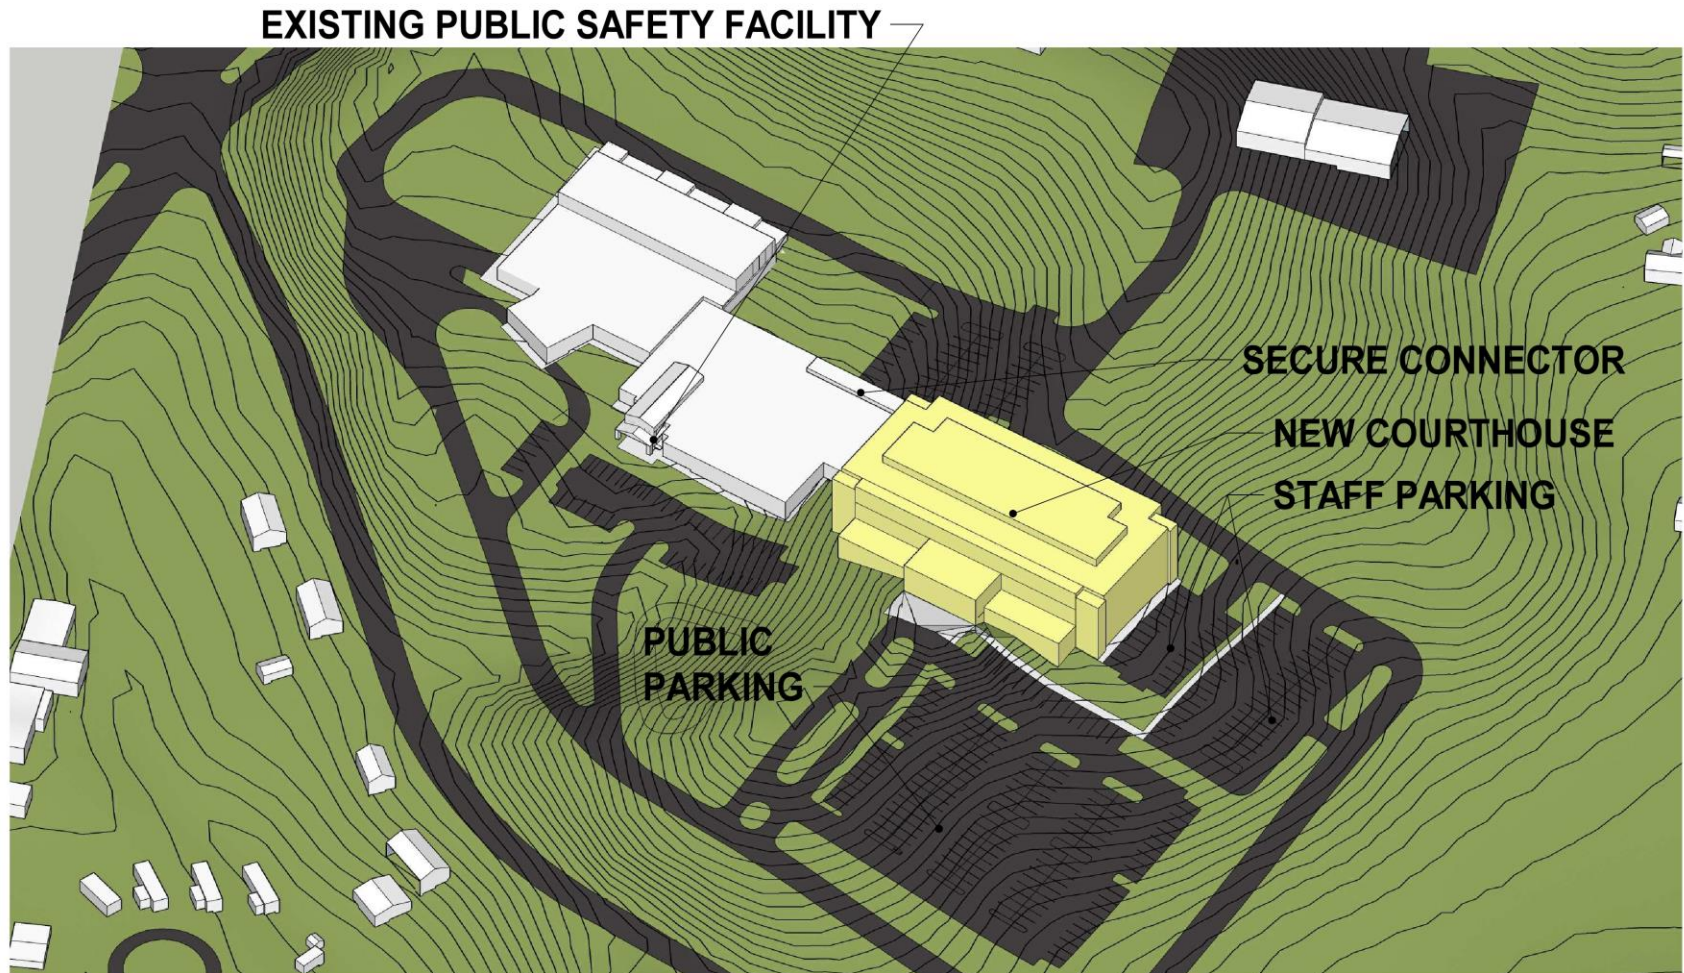 EXISTING PUBLIC SAFETY FACILITY
SECURE CONNECTOR
NEW COURTHOUSE
STAFF PARKING
PUBLIC
PARKING